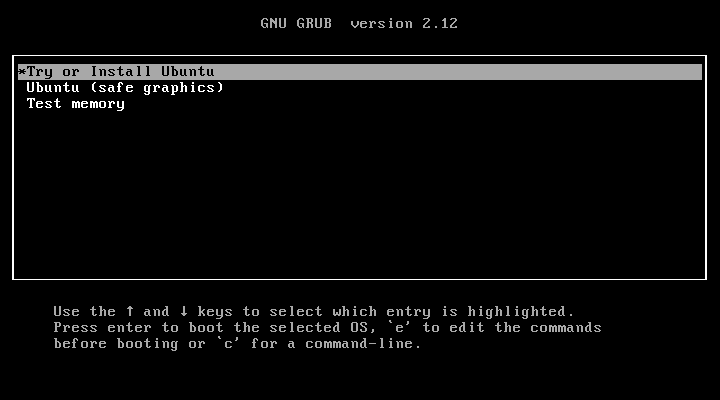 GNU GRUB  version 2.12
*Try or Install Ubuntu
Ubuntu (safe graphics)
Test memory
Use the ↑ and ↓ keys to select which entry is highlighted.
Press enter to boot the selected OS, `e' to edit the commands
before booting or `c' for a command-line.